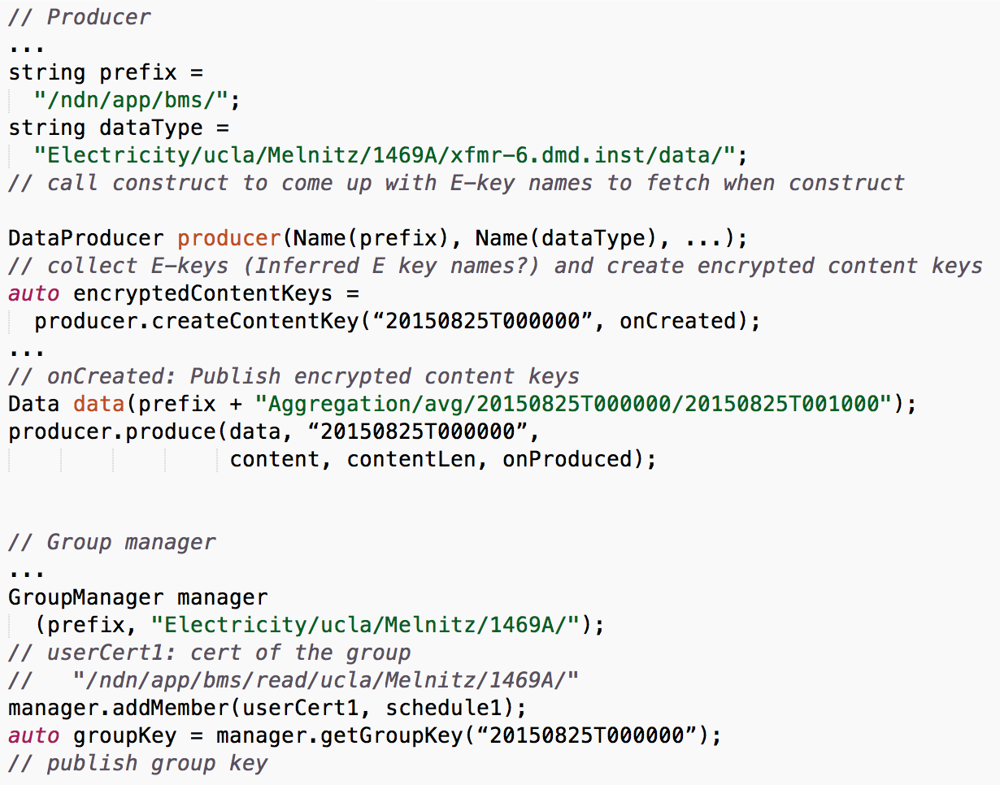 // Producer
...
string prefix =
"/ndn/app/bms/";
string dataType =
"Electricity/ucla/Melnitz/1469A/xfmr-6.dmd.inst/data/";
// call construct to come up with E-key names to fetch when construct
DataProducer producer(Name(prefix), Name(dataType), ...);
// collect E-keys (Inferred E key names?) and create encrypted content keys
auto encryptedContentKeys =
producer.createContentKey(“20150825T000000”, onCreated);
...
// onCreated: Publish encrypted content keys
Data data(prefix + "Aggregation/avg/20150825T000000/20150825T001000");
producer.produce(data, “20150825T000000”,
content, contentLen, onProduced);
// Group manager
...
GroupManager manager
(prefix, "Electricity/ucla/Melnitz/1469A/");
// userCert1: cert of the group
//   "/ndn/app/bms/read/ucla/Melnitz/1469A/"
manager.addMember(userCert1, schedule1);
auto groupKey = manager.getGroupKey(“20150825T000000”);
// publish group key